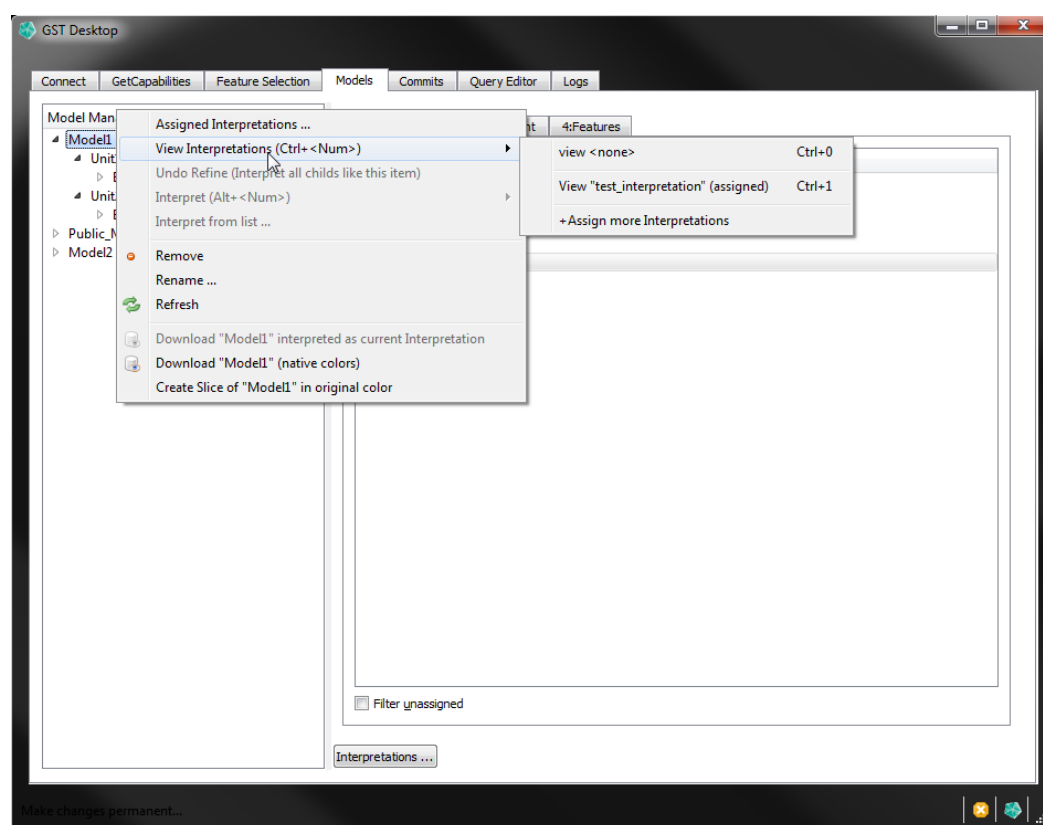 GST Desktop
Connect GetCapabilities Feature Selection Models Commits Query Editor Logs
Model Man
Model1
Unit
Unit
Public_M
Model2
4:Features
Assigned Interpretations ...
View Interpretations (Ctrl+<Num>)
Undo Refine (Interpret all childs like this item)
Interpret (Alt+<Num>)
Interpret from list ...
Remove
Rename ...
Refresh
Download "Model1" interpreted as current Interpretation
Download "Model1" (native colors)
Create Slice of "Model1" in original color
view <none> Ctrl+0
View "test_interpretation" (assigned) Ctrl+1
+Assign more Interpretations
Filter unassigned
Interpretations ...
Make changes permanent...